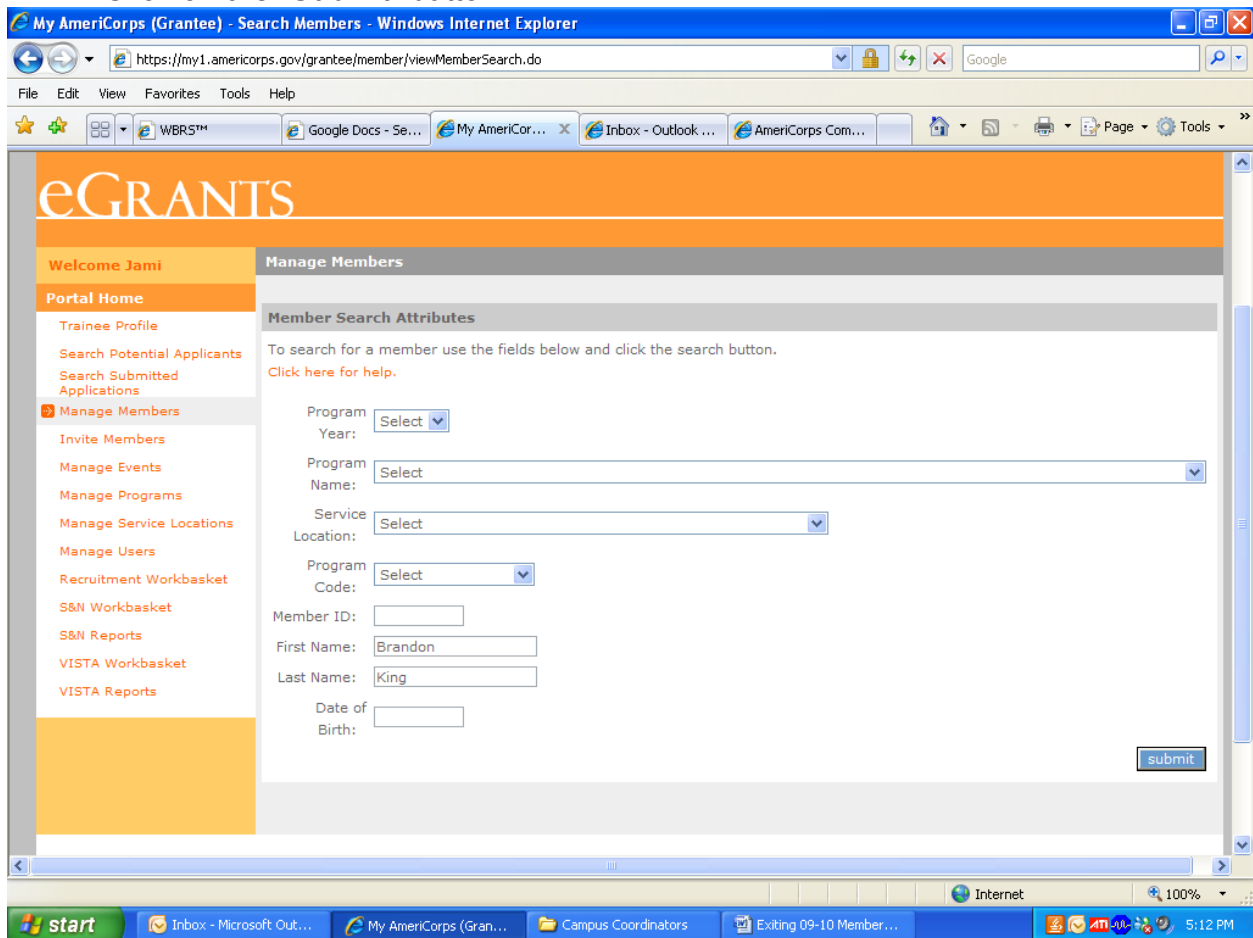 My AmeriCorps (Grantee) - Search Members - Windows Internet Explorer
https://my1.americorps.gov/grantee/member/viewMemberSearch.do
Google
File Edit View Favorites Tools Help
WBRS™
Google Docs - Se...
My AmeriCor...
Inbox - Outlook ...
AmeriCorps Com...
Page
Tools
eGRANTS
Welcome Jami
Portal Home
Trainee Profile
Search Potential Applicants
Search Submitted
Applications
Manage Members
Invite Members
Manage Events
Manage Programs
Manage Service Locations
Manage Users
Recruitment Workbasket
S&N Workbasket
S&N Reports
VISTA Workbasket
VISTA Reports
Manage Members
Member Search Attributes
To search for a member use the fields below and click the search button.
Click here for help.
Program
Year:
Select
Program
Name:
Select
Service
Location:
Select
Program
Code:
Select
Member ID:
First Name: Brandon
Last Name: King
Date of
Birth:
submit
Internet
100%
start
Inbox - Microsoft Out...
My AmeriCorps (Gran...
Campus Coordinators
Exiting 09-10 Member...
ATI
5:12 PM